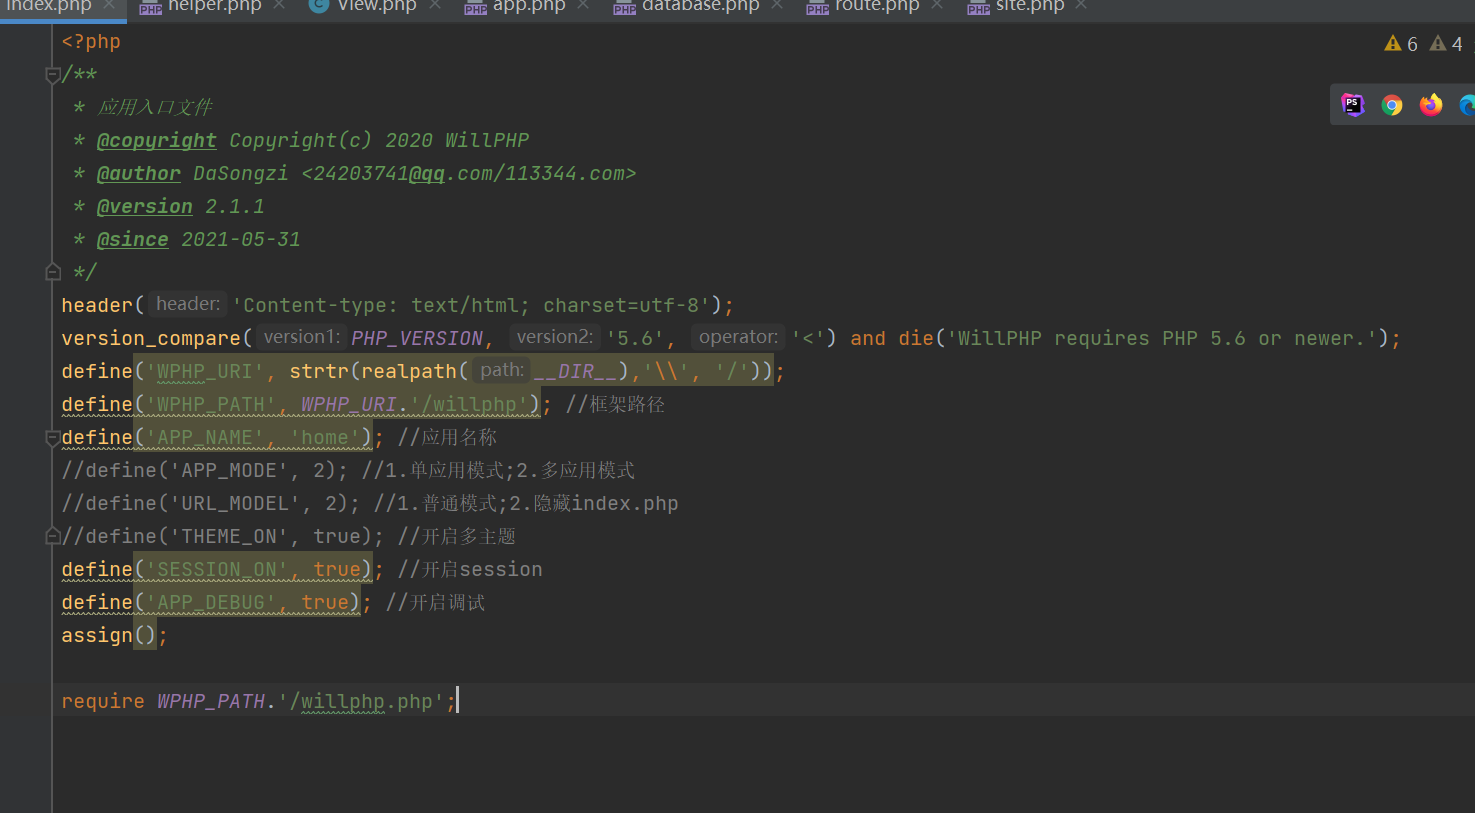 index.php helper.php View.php app.php database.php route.php site.php
<?php
6 4
/**
* 应用入口文件
* @copyright Copyright(c) 2020 WillPHP
* @author DaSongzi <24203741@qq.com/113344.com>
* @version 2.1.1
* @since 2021-05-31
*/
header( header: 'Content-type: text/html; charset=utf-8');
version_compare( version1: PHP_VERSION, version2: '5.6', operator: '<') and die('WillPHP requires PHP 5.6 or newer.');
define('WPHP_URI', strtr(realpath( path: __DIR__),'\\', '/'));
define('WPHP_PATH', WPHP_URI.'/willphp'); //框架路径
define('APP_NAME', 'home'); //应用名称
//define('APP_MODE', 2); //1.单应用模式;2.多应用模式
//define('URL_MODEL', 2); //1.普通模式;2.隐藏index.php
//define('THEME_ON', true); //开启多主题
define('SESSION_ON', true); //开启session
define('APP_DEBUG', true); //开启调试
assign();
require WPHP_PATH.'/willphp.php';